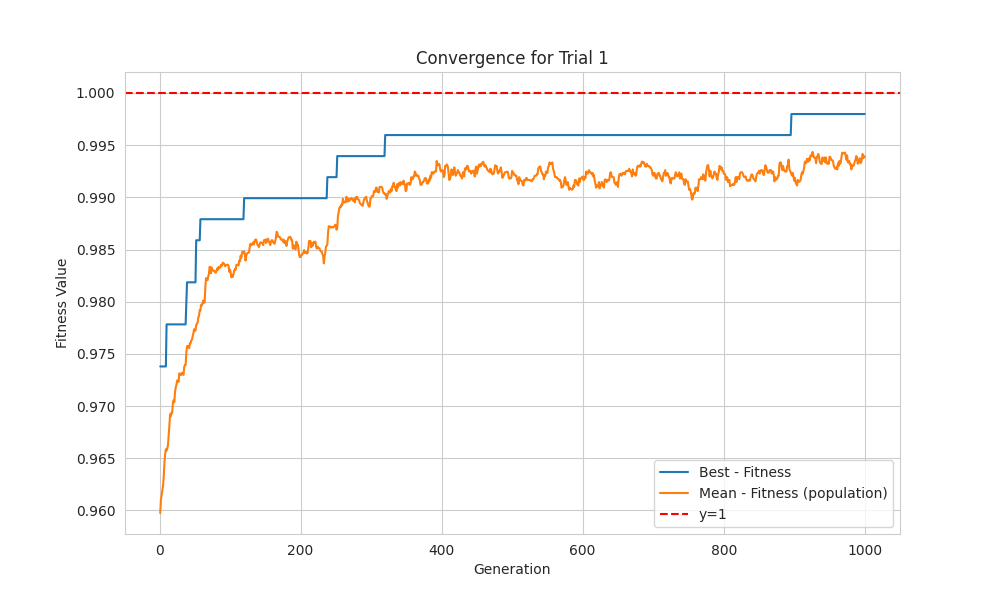 Convergence for Trial 1
Fitness Value
1.000
0.995
0.990
0.985
0.980
0.975
0.970
0.965
0.960
Best - Fitness
Mean - Fitness (population)
y=1
0 200 400 600 800 1000
Generation